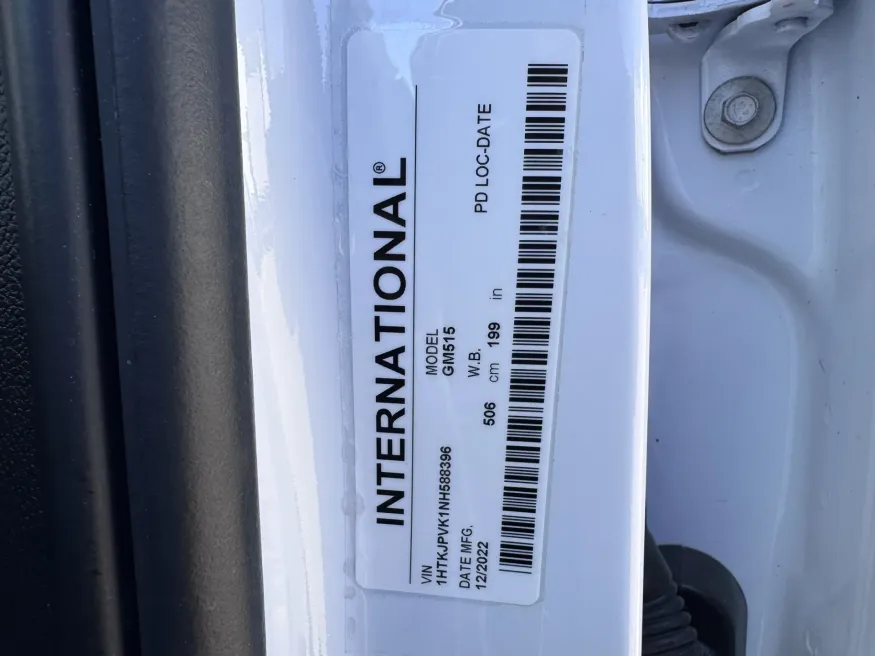 INTERNATIONAL®
VIN MODEL
1HTKJPVK1NH588396 GM515
DATE MFG. W.B. PD LOC-DATE
12/2022 506 cm 199 in